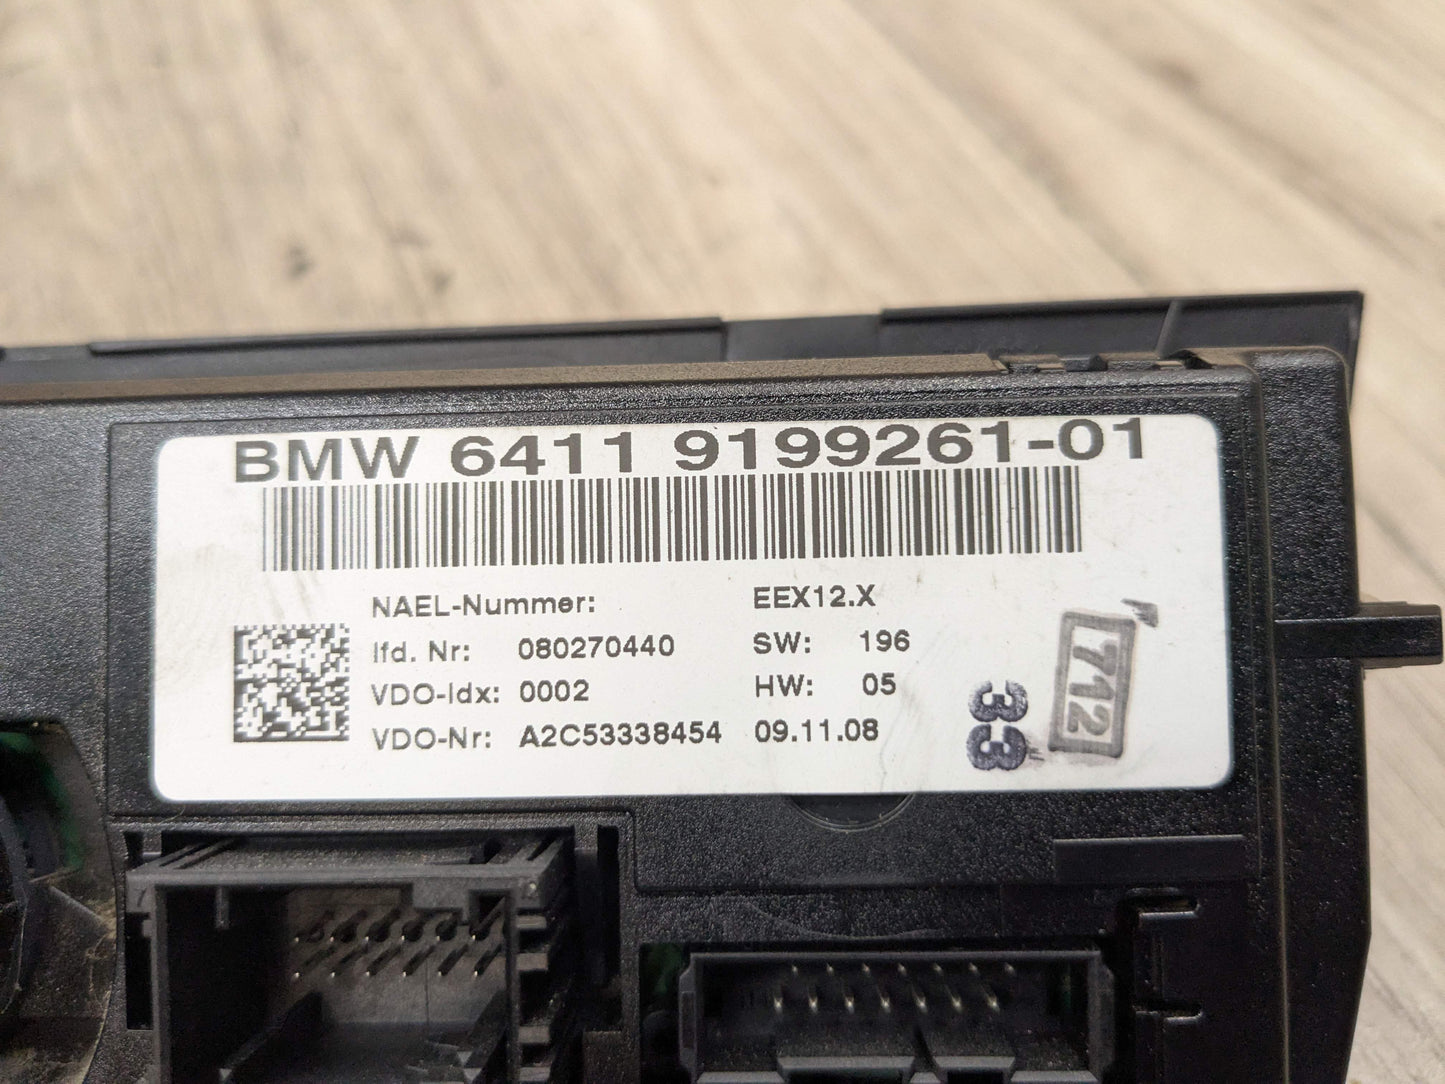 BMW 6411 9199261-01
NAEL-Nummer: EEX12.X
lfd. Nr: 080270440 SW: 196
VDO-Idx: 0002 HW: 05
VDO-Nr: A2C53338454 09.11.08
33
712